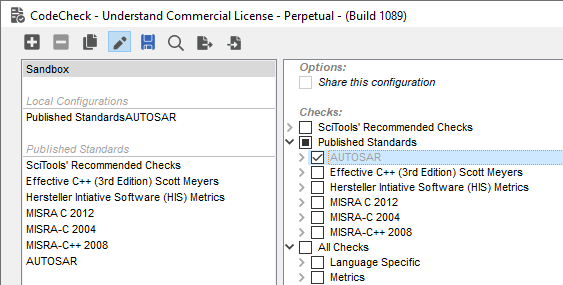 CodeCheck - Understand Commercial License - Perpetual - (Build 1089)
Sandbox
Local Configurations
Published StandardsAUTOSAR
Published Standards
SciTools' Recommended Checks
Effective C++ (3rd Edition) Scott Meyers
Hersteller Intiative Software (HIS) Metrics
MISRA C 2012
MISRA-C 2004
MISRA-C++ 2008
AUTOSAR
Options:
Share this configuration
Checks:
SciTools' Recommended Checks
Published Standards
AUTOSAR
Effective C++ (3rd Edition) Scott Meyers
Hersteller Intiative Software (HIS) Metrics
MISRA C 2012
MISRA-C 2004
MISRA-C++ 2008
All Checks
Language Specific
Metrics